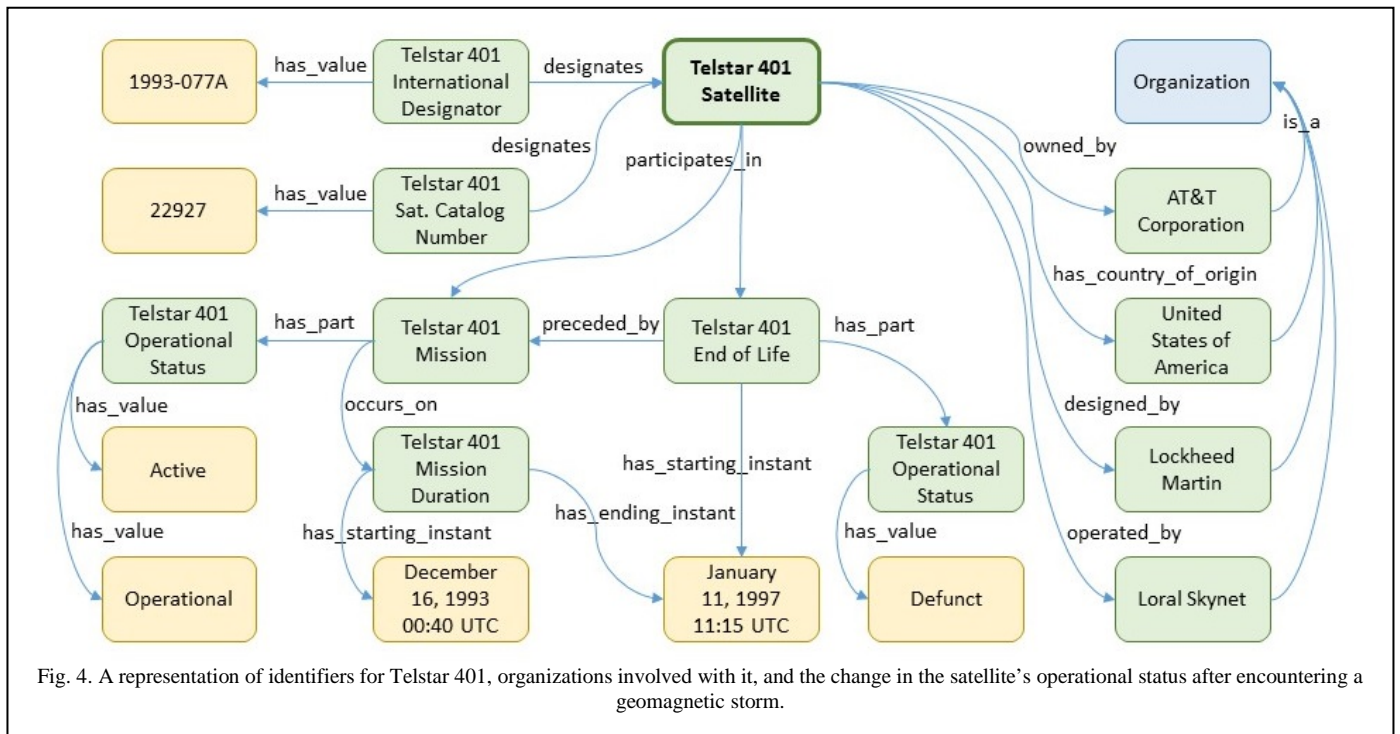 1993-077A
has_value
Telstar 401
International
Designator
designates
Telstar 401
Satellite
Organization
is_a
designates
participates_in
owned_by
22927
has_value
Telstar 401
Sat. Catalog
Number
AT&T
Corporation
has_country_of_origin
Telstar 401
Operational
Status
has_part
Telstar 401
Mission
preceded_by
Telstar 401
End of Life
has_part
United
States of
America
has_value
occurs_on
designed_by
Active
Telstar 401
Mission
Duration
has_starting_instant
Telstar 401
Operational
Status
Lockheed
Martin
has_value
has_starting_instant
has_ending_instant
has_value
operated_by
Operational
December
16, 1993
00:40 UTC
January
11, 1997
11:15 UTC
Defunct
Loral Skynet
Fig. 4. A representation of identifiers for Telstar 401, organizations involved with it, and the change in the satellite's operational status after encountering a
geomagnetic storm.